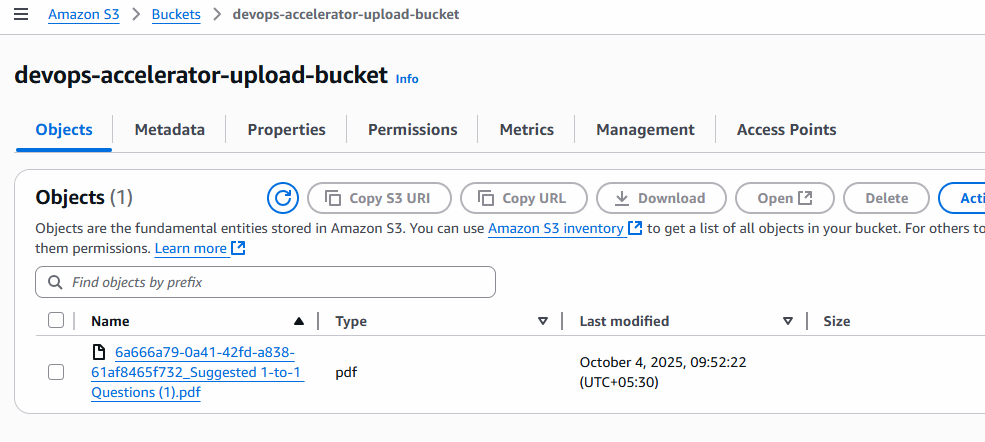 Amazon S3 > Buckets > devops-accelerator-upload-bucket
devops-accelerator-upload-bucket Info
Objects Metadata Properties Permissions Metrics Management Access Points
Objects (1) Copy S3 URI Copy URL Download Open Delete Acti
Objects are the fundamental entities stored in Amazon S3. You can use Amazon S3 inventory to get a list of all objects in your bucket. For others to
them permissions. Learn more
Find objects by prefix
Name Type Last modified Size
6a666a79-0a41-42fd-a838-
61af8465f732_Suggested 1-to-1
Questions (1).pdf
pdf
October 4, 2025, 09:52:22
(UTC+05:30)